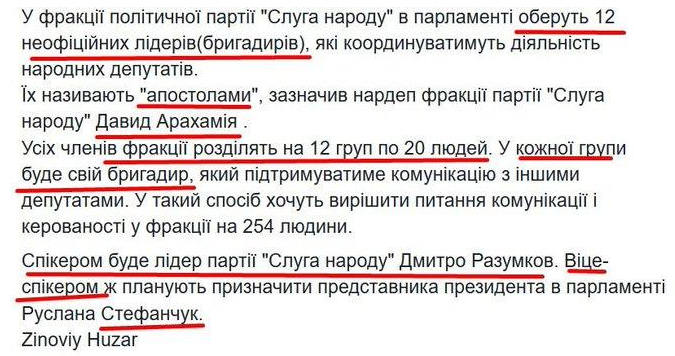 У фракції політичної партії "Слуга народу" в парламенті оберуть 12
неофіційних лідерів(бригадирів), які координуватимуть діяльність
народних депутатів.
Їх називають "апостолами", зазначив нардеп фракції партії "Слуга
народу" Давид Арахамія .
Усіх членів фракції розділять на 12 груп по 20 людей. У кожної групи
буде свій бригадир, який підтримуватиме комунікацію з іншими
депутатами. У такий спосіб хочуть вирішити питання комунікації і
керованості у фракції на 254 людини.
Спікером буде лідер партії "Слуга народу" Дмитро Разумков. Віце-
спікером ж планують призначити представника президента в парламенті
Руслана Стефанчук.
Zinoviy Huzar